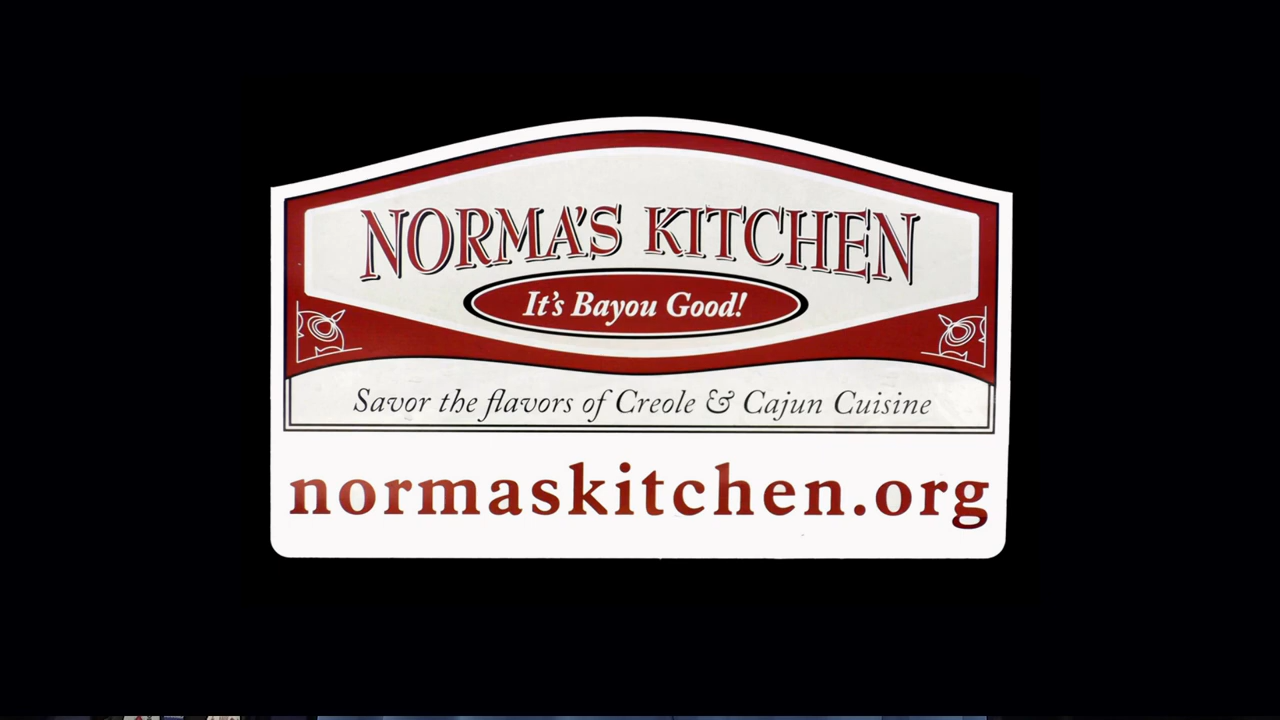 NORMA'S KITCHEN
It's Bayou Good!
Savor the flavors of Creole & Cajun Cuisine
normaskitchen.org